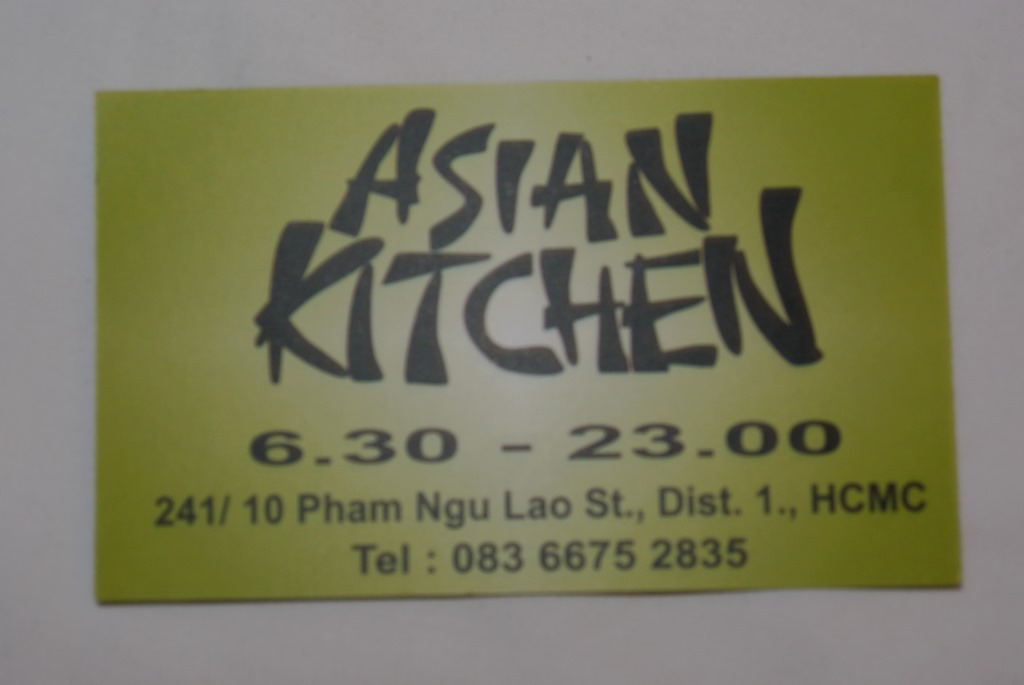 ASIAN
KITCHEN
6.30 - 23.00
241/ 10 Pham Ngu Lao St., Dist. 1., HCMC
Tel : 083 6675 2835